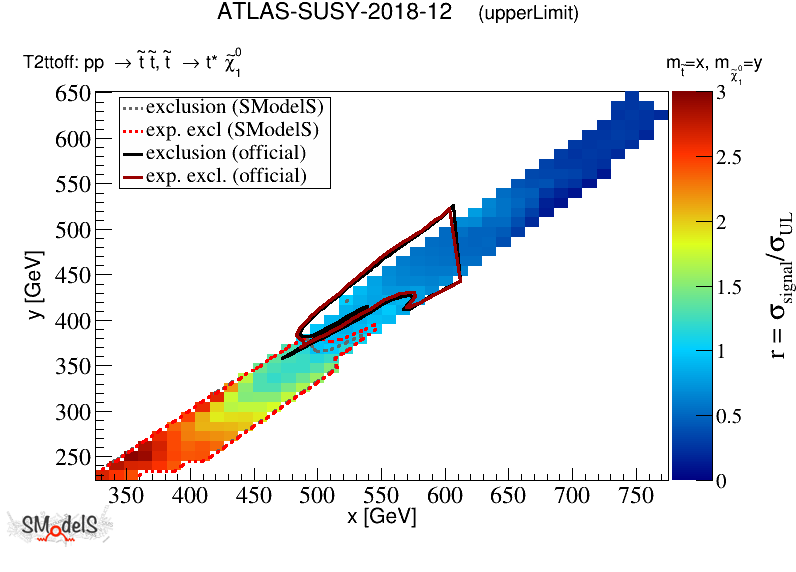 ATLAS-SUSY-2018-12 (upperLimit)
T2ttoff: pp → t̃ t̃, t̃ → t* χ̃⁰₁
m_t̃=x, m_χ̃⁰₁=y
exclusion (SModelS)
exp. excl (SModelS)
exclusion (official)
exp. excl. (official)
650
600
550
500
450
400
350
300
250
y [GeV]
350 400 450 500 550 600 650 700 750
x [GeV]
3
2.5
2
1.5
1
0.5
0
r = σ_signal/σ_UL
SModelS